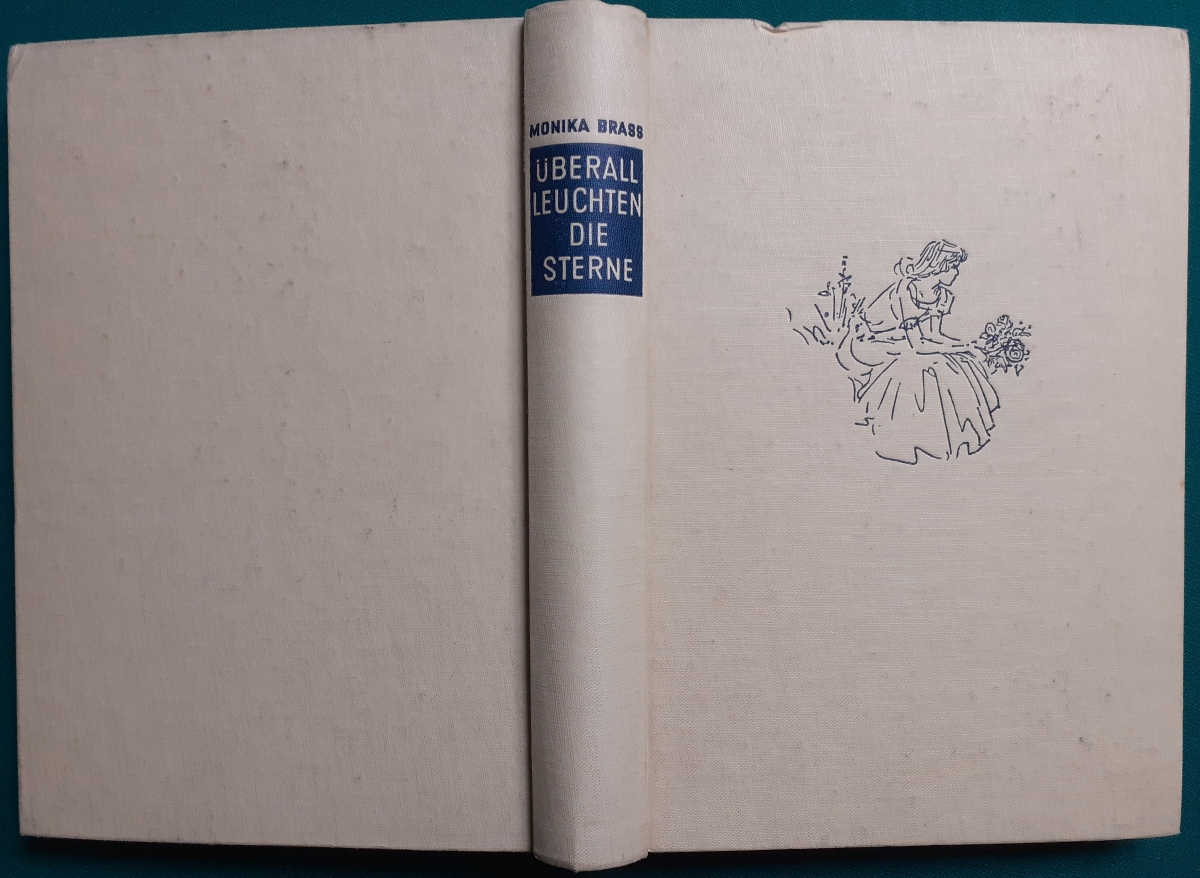 MONIKA BRASS
ÜBERALL
LEUCHTEN
DIE
STERNE